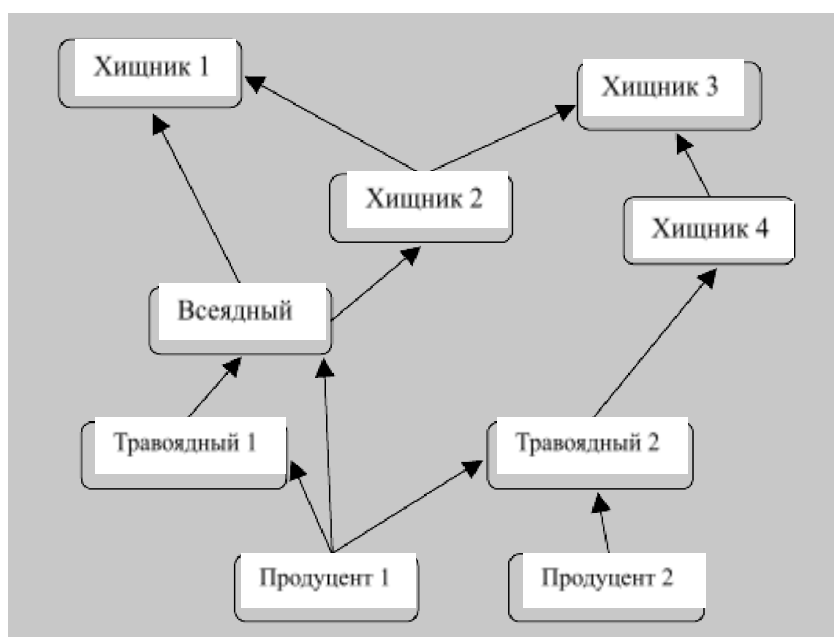 Хищник 1
Хищник 3
Хищник 2
Хищник 4
Всеядный
Травоядный 1
Травоядный 2
Продуцент 1
Продуцент 2